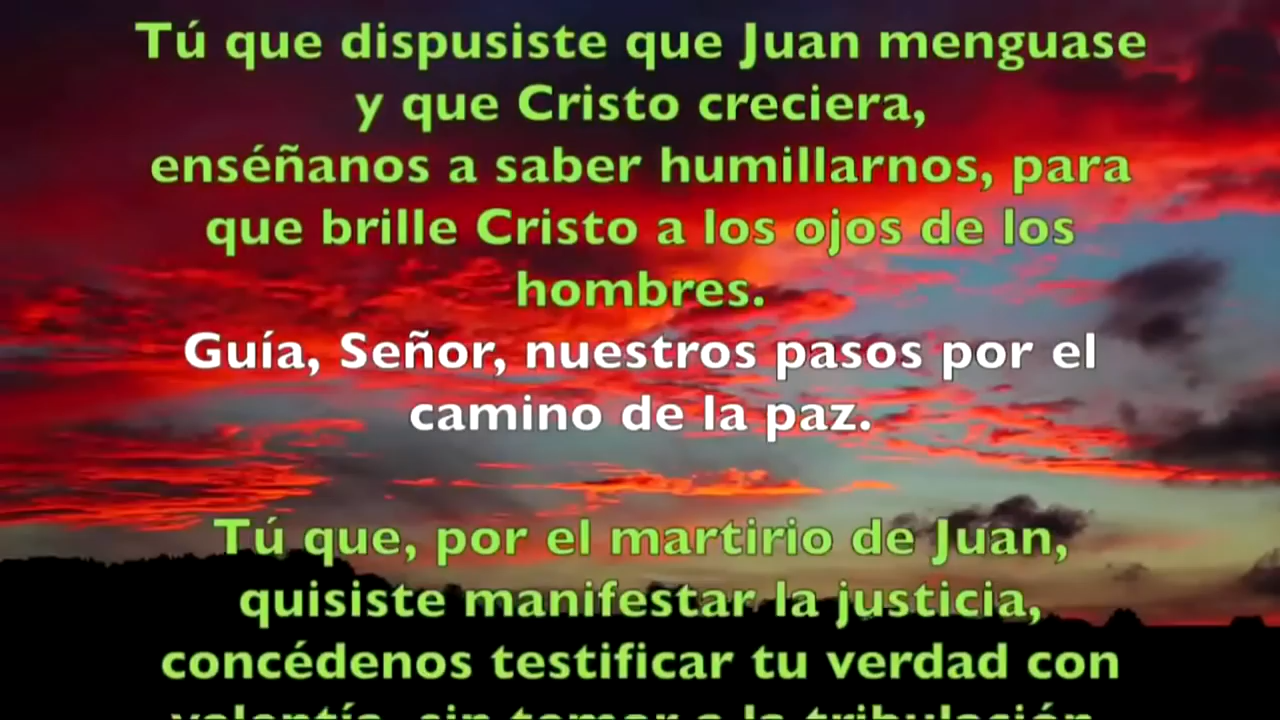 Tú que dispusiste que Juan menguase
y que Cristo creciera,
enséñanos a saber humillarnos, para
que brille Cristo a los ojos de los
hombres.
Guía, Señor, nuestros pasos por el
camino de la paz.
Tú que, por el martirio de Juan,
quisiste manifestar la justicia,
concédenos testificar tu verdad con
valentía, sin temor a la tribulación.